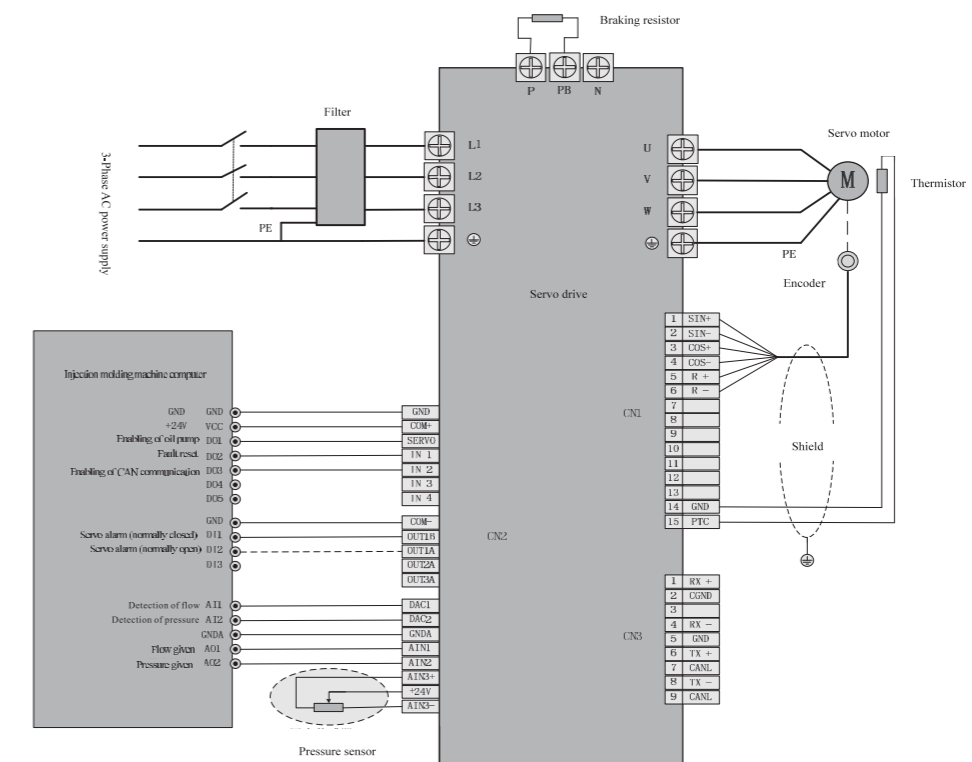 Braking resistor
P PB N
Filter
Servo motor
3-Phase AC power supply
L1
L2
L3
PE
U
V
W
M
Thermistor
PE
Encoder
Servo drive
Injection molding machine computer
GND GND
+24V VCC
Enabling of oil pump DO1
Fault reset DO2
Enabling of CAN communication DO3
DO4
DO5
GND
Servo alarm (normally closed) DI1
Servo alarm (normally open) DI2
DI3
Detection of flow AI1
Detection of pressure AI2
GNDA
Flow given AO1
Pressure given AO2
GND
COM+
SERVO
IN 1
IN 2
IN 3
IN 4
COM-
OUT1B
OUT1A
OUT2A
OUT3A
DAC1
DAC2
GNDA
AIN1
AIN2
AIN3+
+24V
AIN3-
CN2
Pressure sensor
CN1
1 SIN+
2 SIN-
3 COS+
4 COS-
5 R +
6 R -
7
8
9
10
11
12
13
14 GND
15 PTC
Shield
CN3
1 RX +
2 CGND
3
4 RX -
5 GND
6 TX +
7 CANL
8 TX -
9 CANL